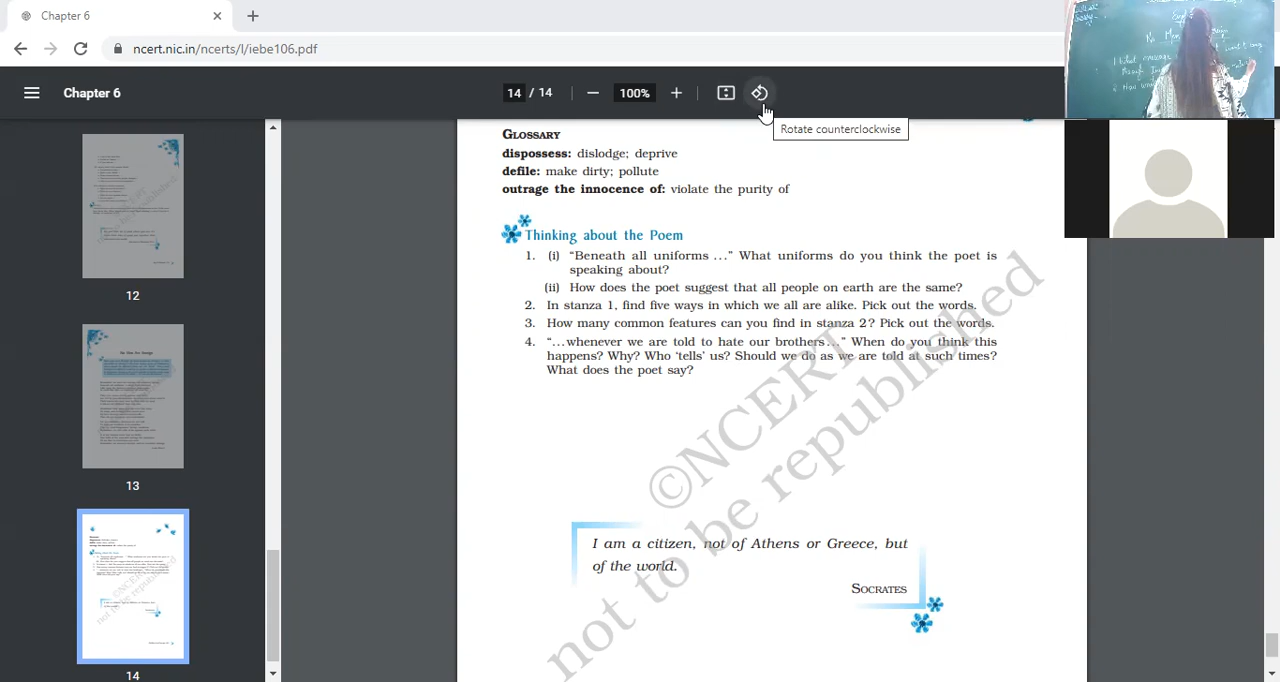 Chapter 6
ncert.nic.in/ncerts/l/iebe106.pdf
Chapter 6
14 / 14
100%
Rotate counterclockwise
12
13
14
GLOSSARY
dispossess: dislodge; deprive
defile: make dirty; pollute
outrage the innocence of: violate the purity of
Thinking about the Poem
1. (i) “Beneath all uniforms ...” What uniforms do you think the poet is
speaking about?
(ii) How does the poet suggest that all people on earth are the same?
2. In stanza 1, find five ways in which we all are alike. Pick out the words.
3. How many common features can you find in stanza 2? Pick out the words.
4. “...whenever we are told to hate our brothers...” When do you think this
happens? Why? Who ‘tells’ us? Should we do as we are told at such times?
What does the poet say?
©NCERT
not to be republished
I am a citizen, not of Athens or Greece, but
of the world.
SOCRATES